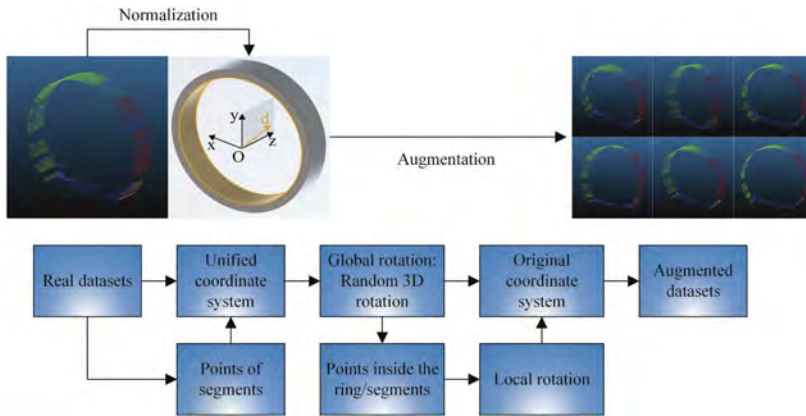 Normalization
y
d
x
O
z
Augmentation
Real datasets
Unified
coordinate
system
Global rotation:
Random 3D
rotation
Original
coordinate
system
Augmented
datasets
Points of
segments
Points inside the
ring/segments
Local rotation